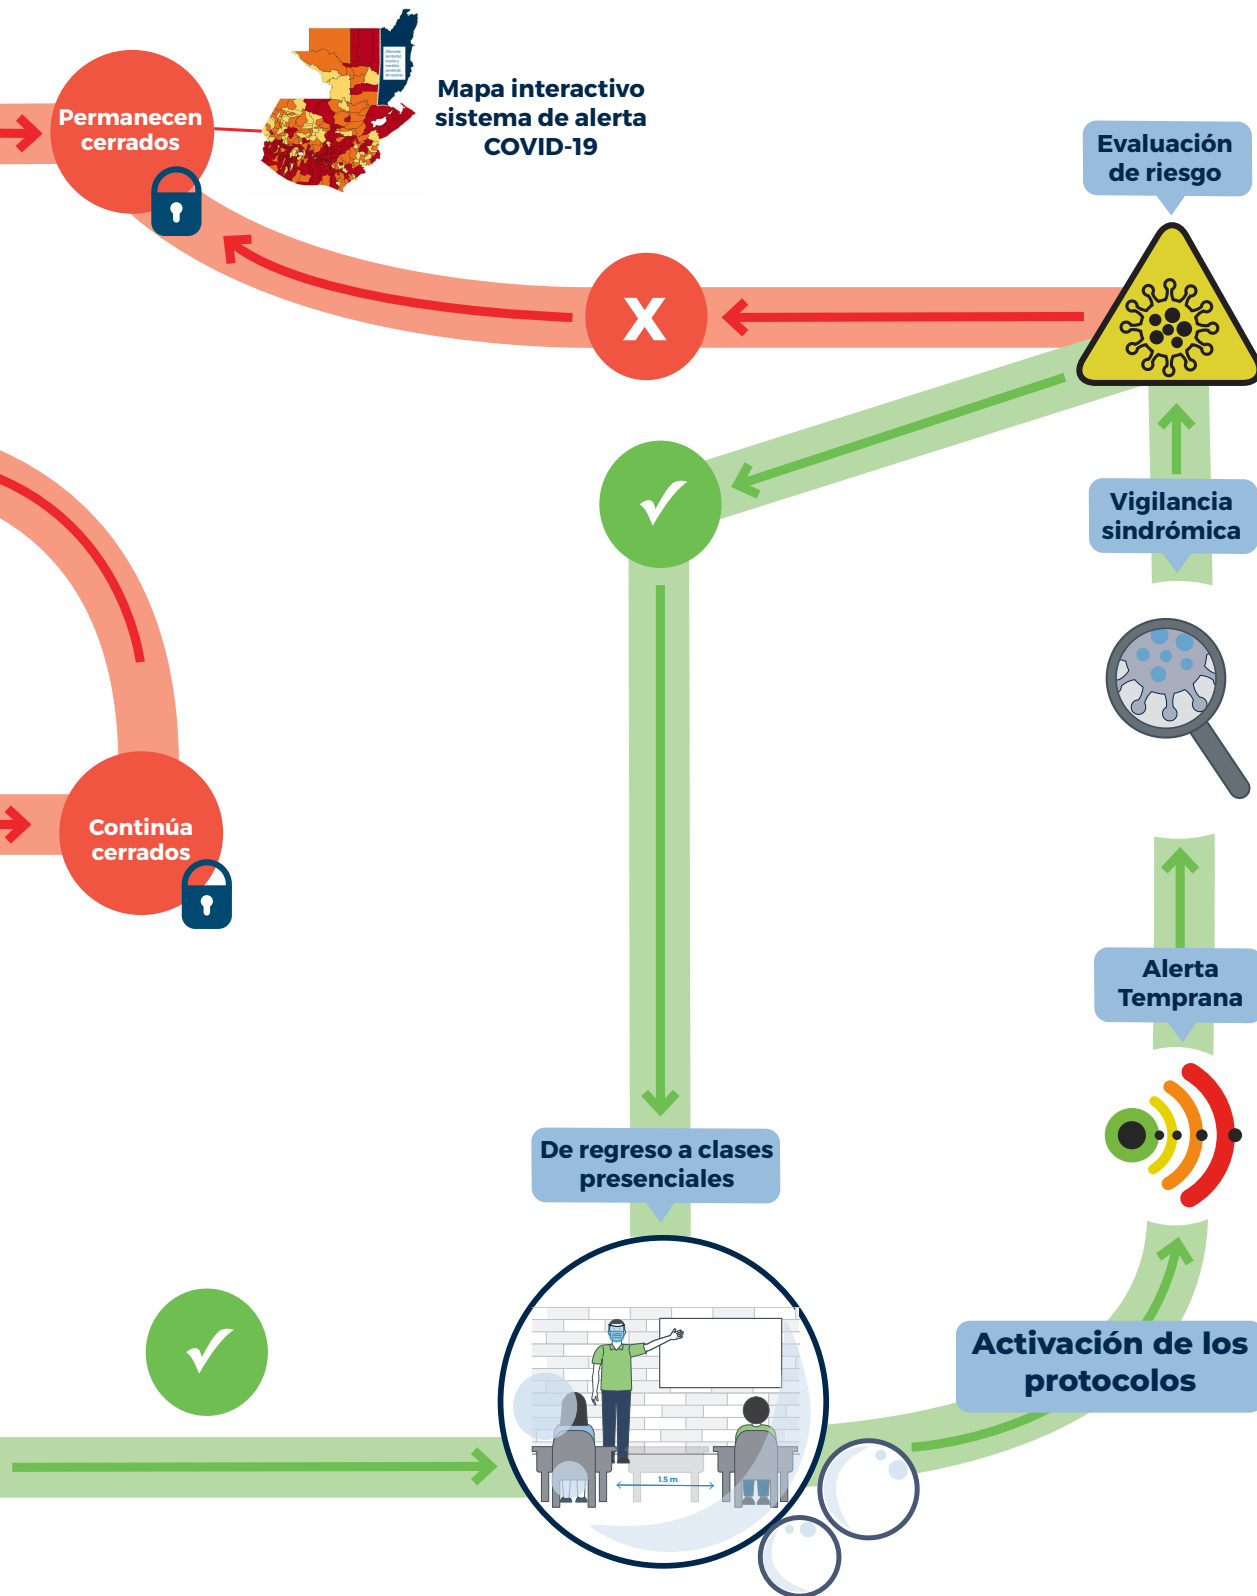 Permanecen
cerrados
Mapa interactivo
sistema de alerta
COVID-19
Evaluación
de riesgo
X
Vigilancia
sindrómica
Continúa
cerrados
Alerta
Temprana
De regreso a clases
presenciales
Activación de los
protocolos
1.5 m